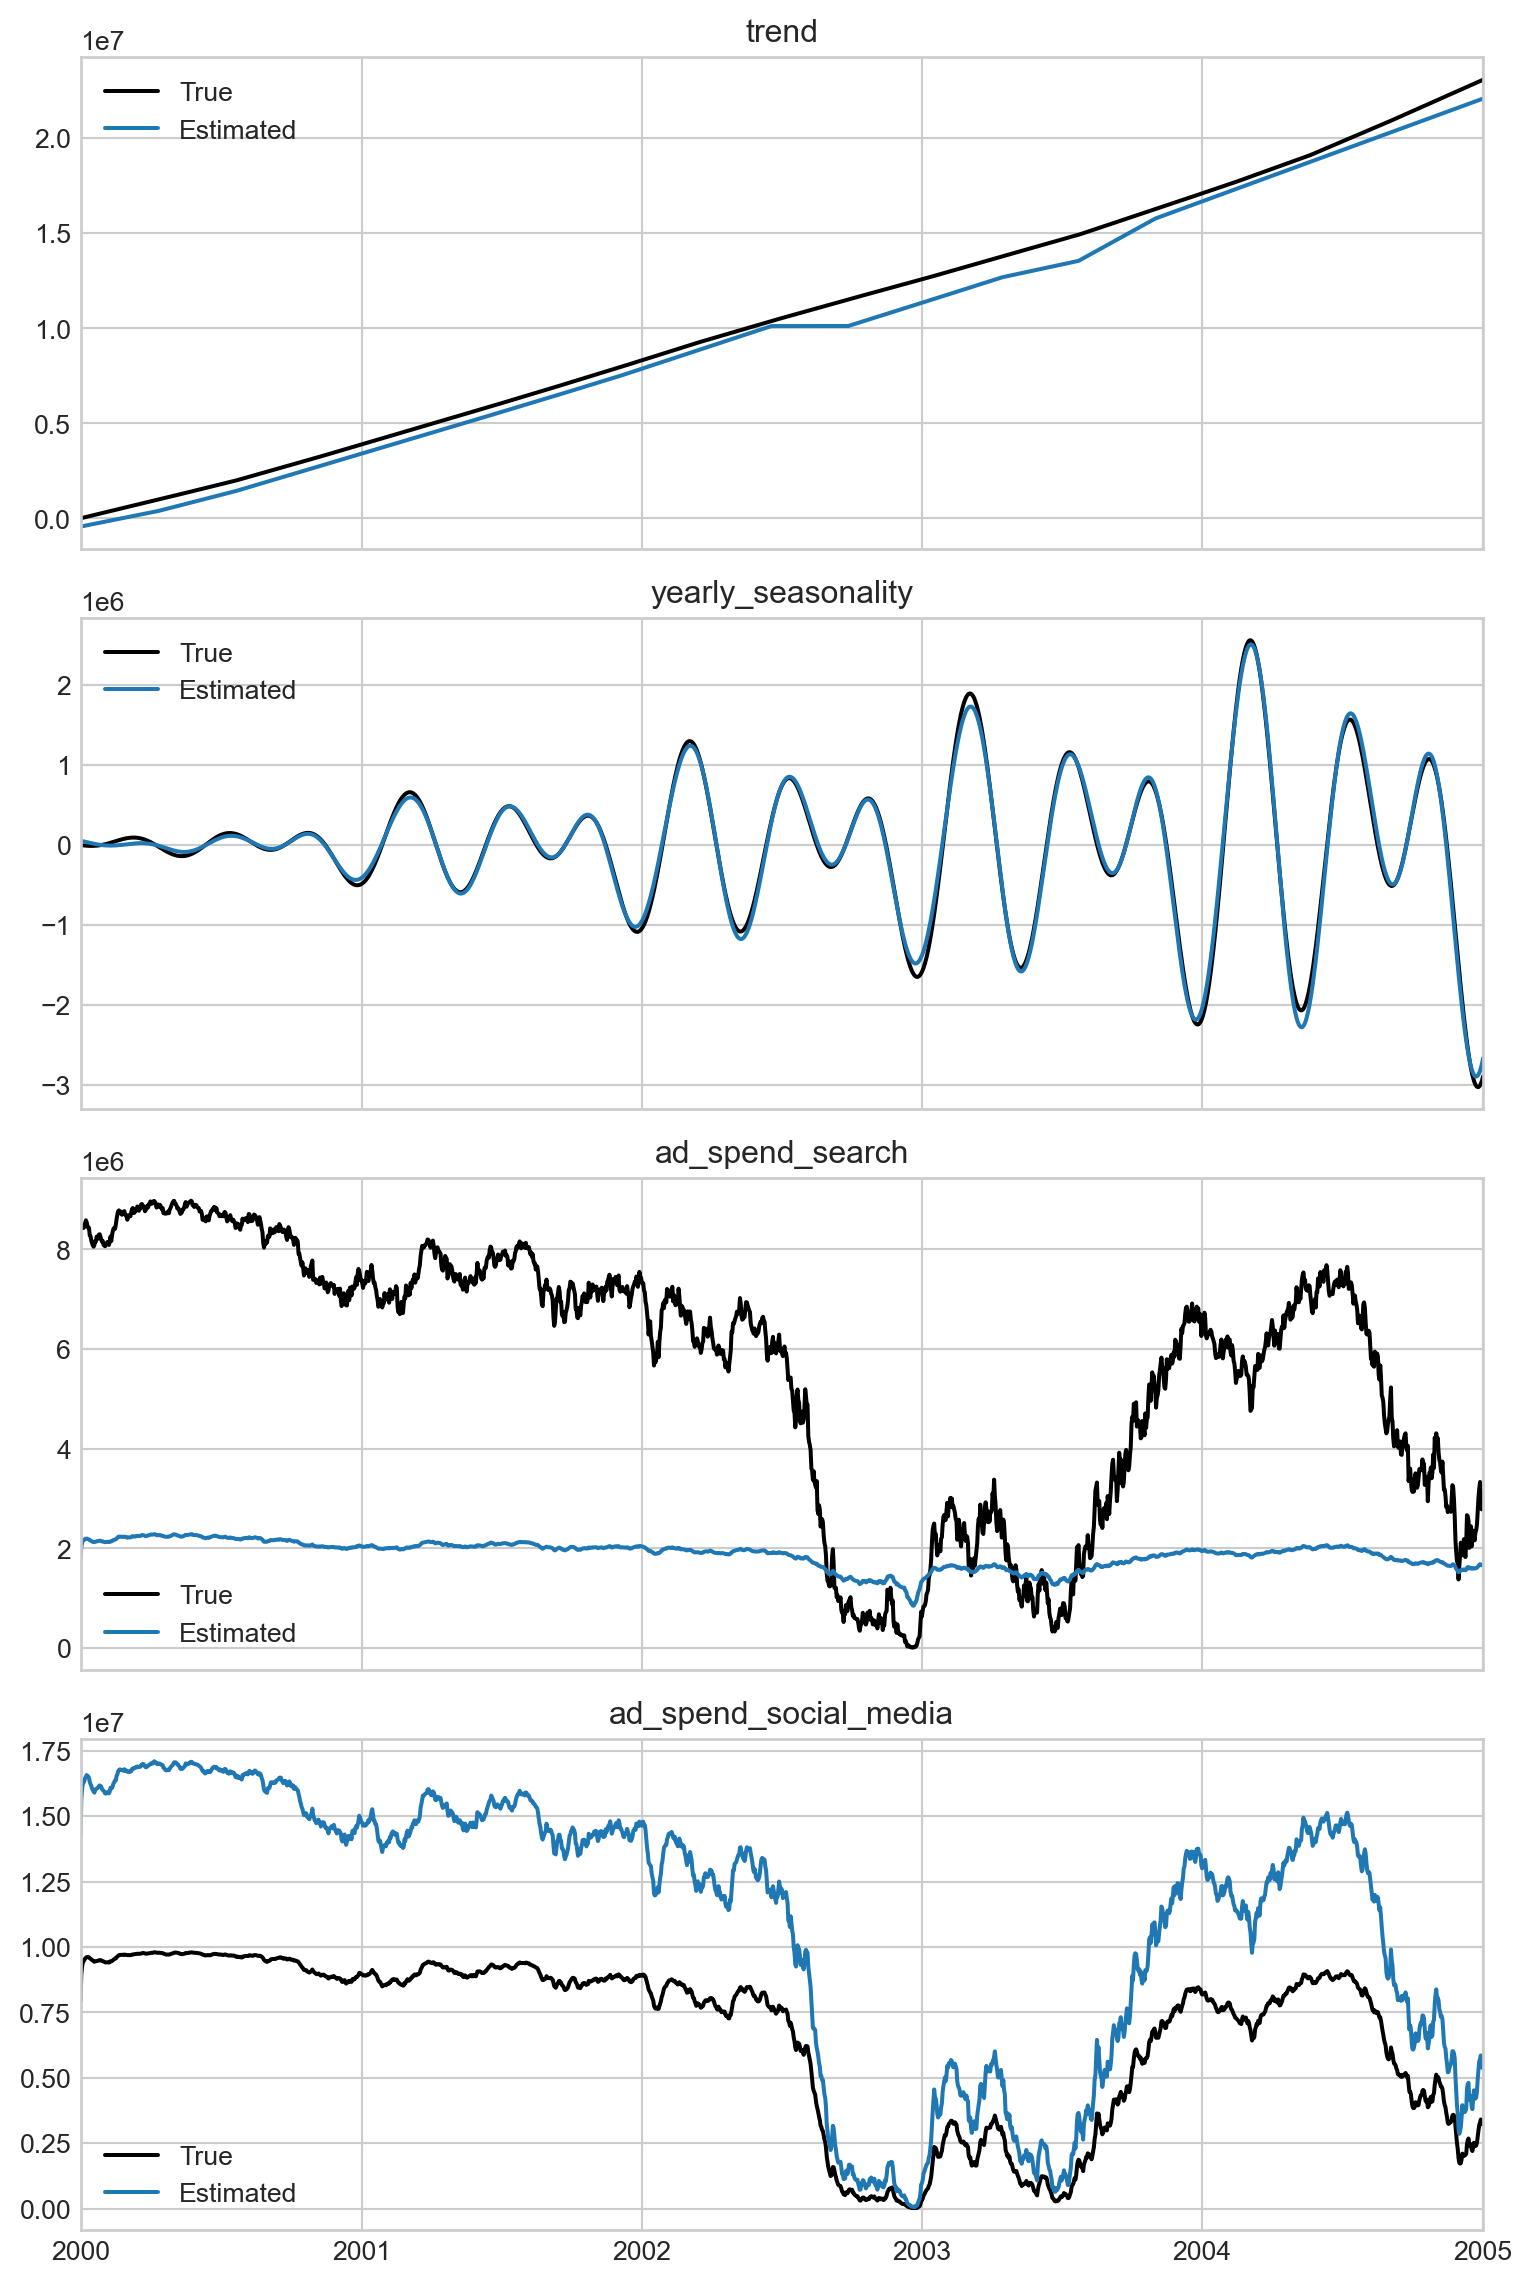 trend
1e7
True
Estimated
2.0
1.5
1.0
0.5
0.0
yearly_seasonality
1e6
True
Estimated
2
1
0
−1
−2
−3
ad_spend_search
1e6
8
6
4
2
0
True
Estimated
ad_spend_social_media
1e7
1.75
1.50
1.25
1.00
0.75
0.50
0.25
0.00
True
Estimated
2000 2001 2002 2003 2004 2005